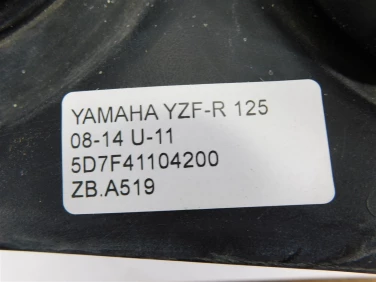 YAMAHA YZF-R 125
08-14 U-11
5D7F41104200
ZB.A519